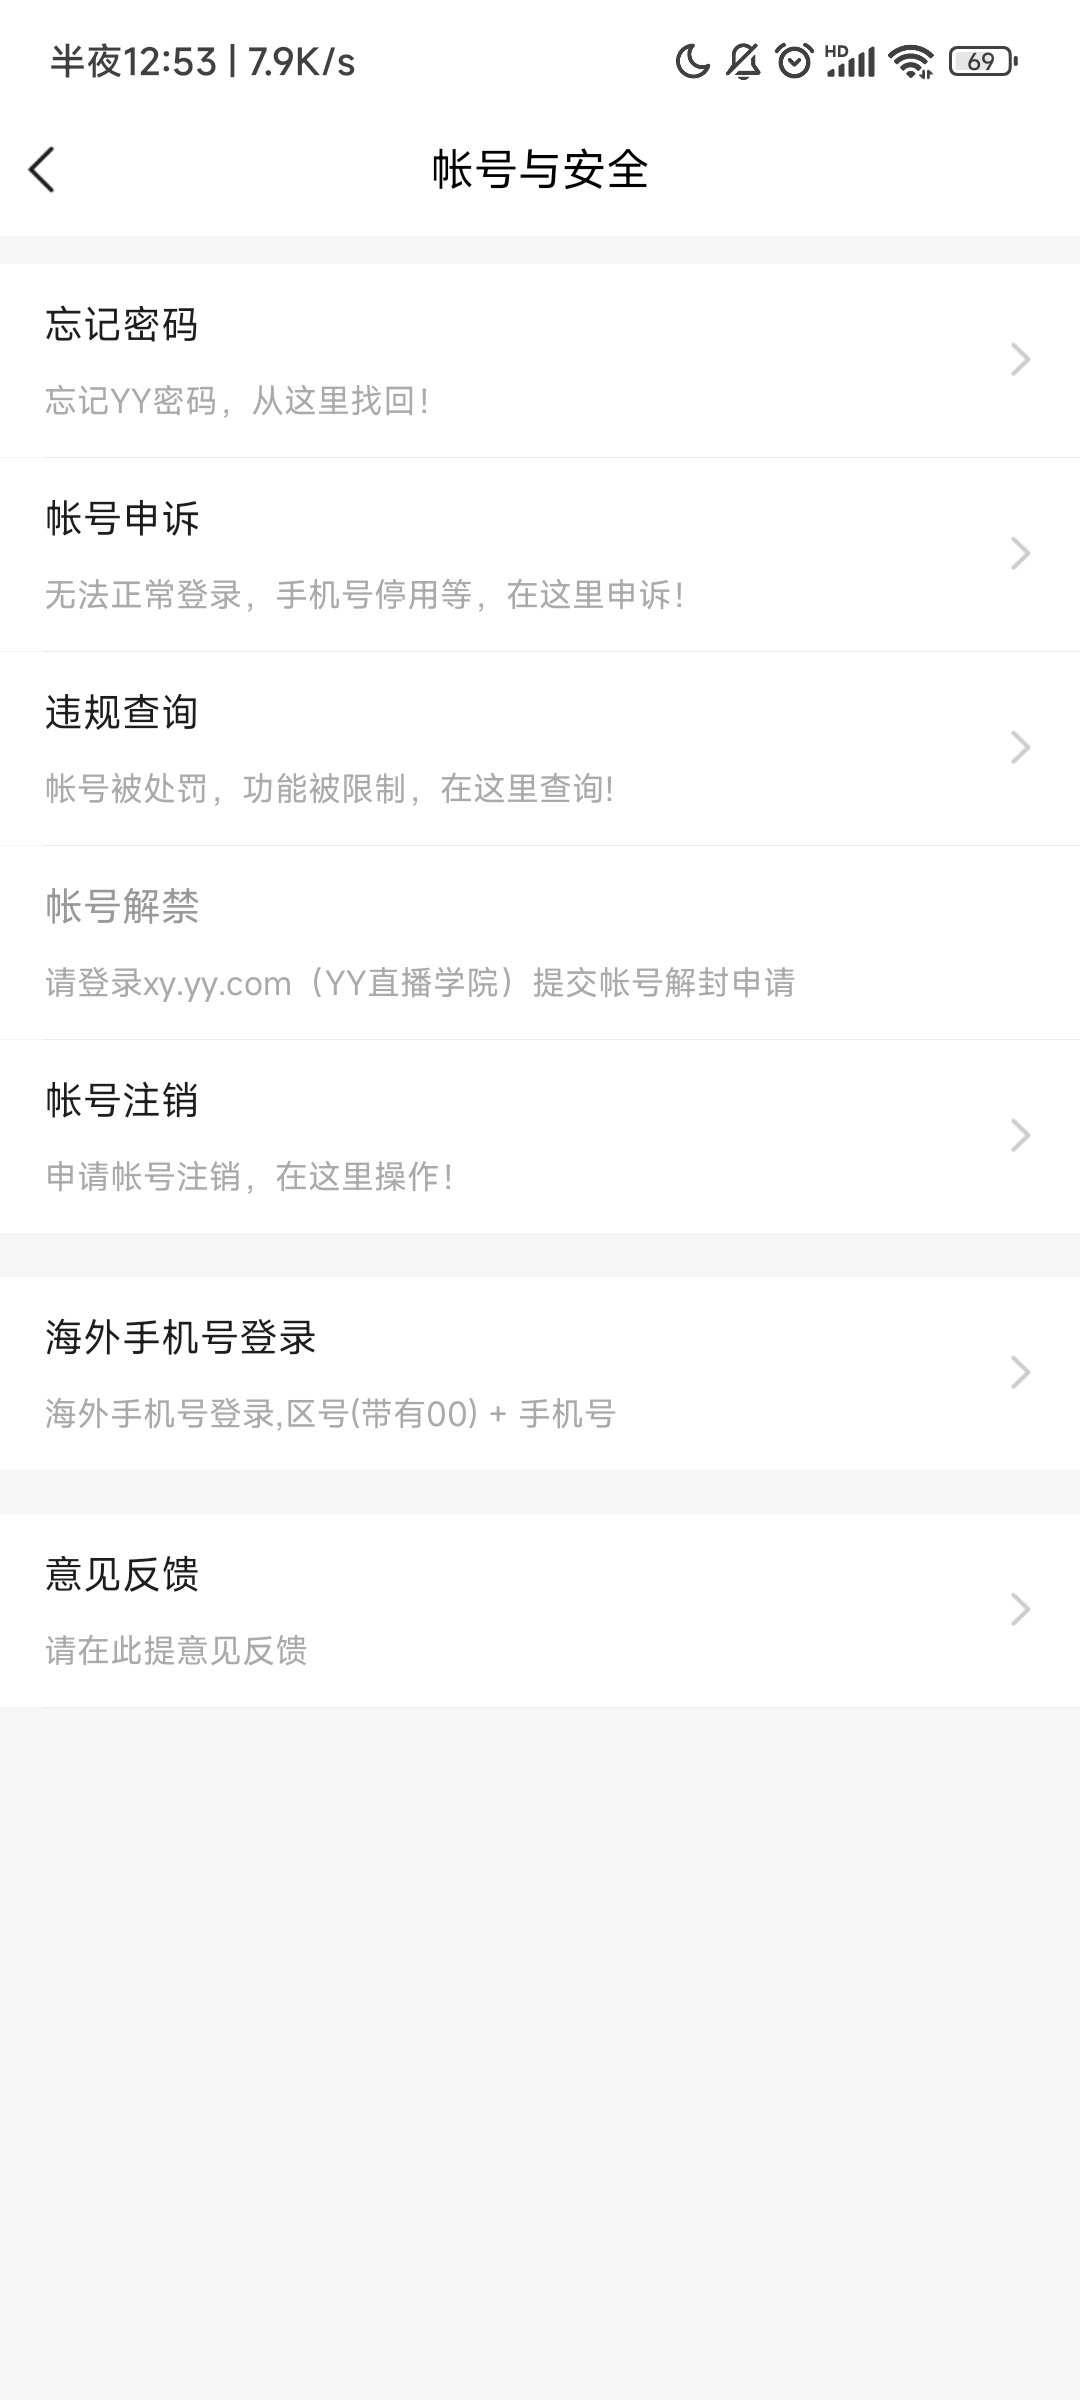 半夜12:53 | 7.9K/s
HD
69
帐号与安全
忘记密码
忘记YY密码，从这里找回！
帐号申诉
无法正常登录，手机号停用等，在这里申诉！
违规查询
帐号被处罚，功能被限制，在这里查询!
帐号解禁
请登录xy.yy.com（YY直播学院）提交帐号解封申请
帐号注销
申请帐号注销，在这里操作！
海外手机号登录
海外手机号登录,区号(带有00) + 手机号
意见反馈
请在此提意见反馈